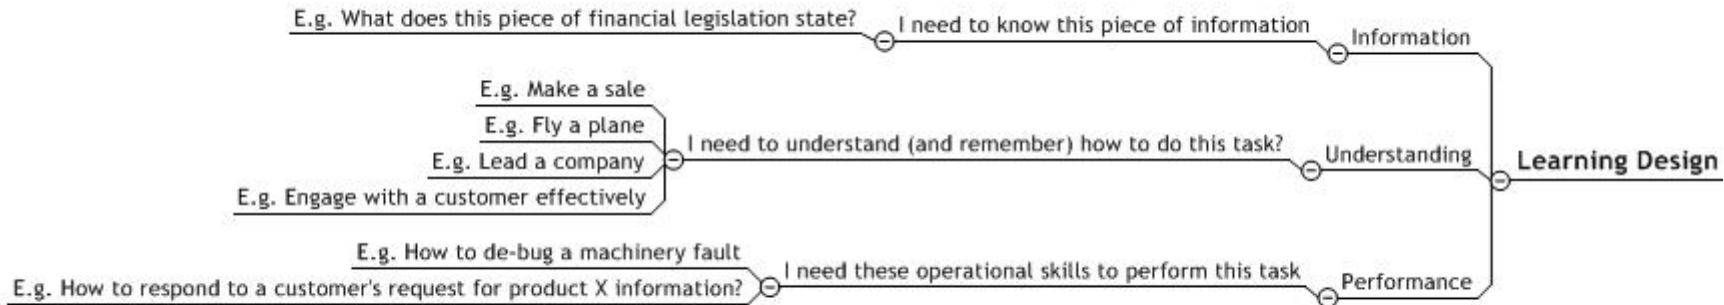 E.g. What does this piece of financial legislation state?
I need to know this piece of information
Information
E.g. Make a sale
E.g. Fly a plane
E.g. Lead a company
E.g. Engage with a customer effectively
I need to understand (and remember) how to do this task?
Understanding
Learning Design
E.g. How to de-bug a machinery fault
E.g. How to respond to a customer's request for product X information?
I need these operational skills to perform this task
Performance